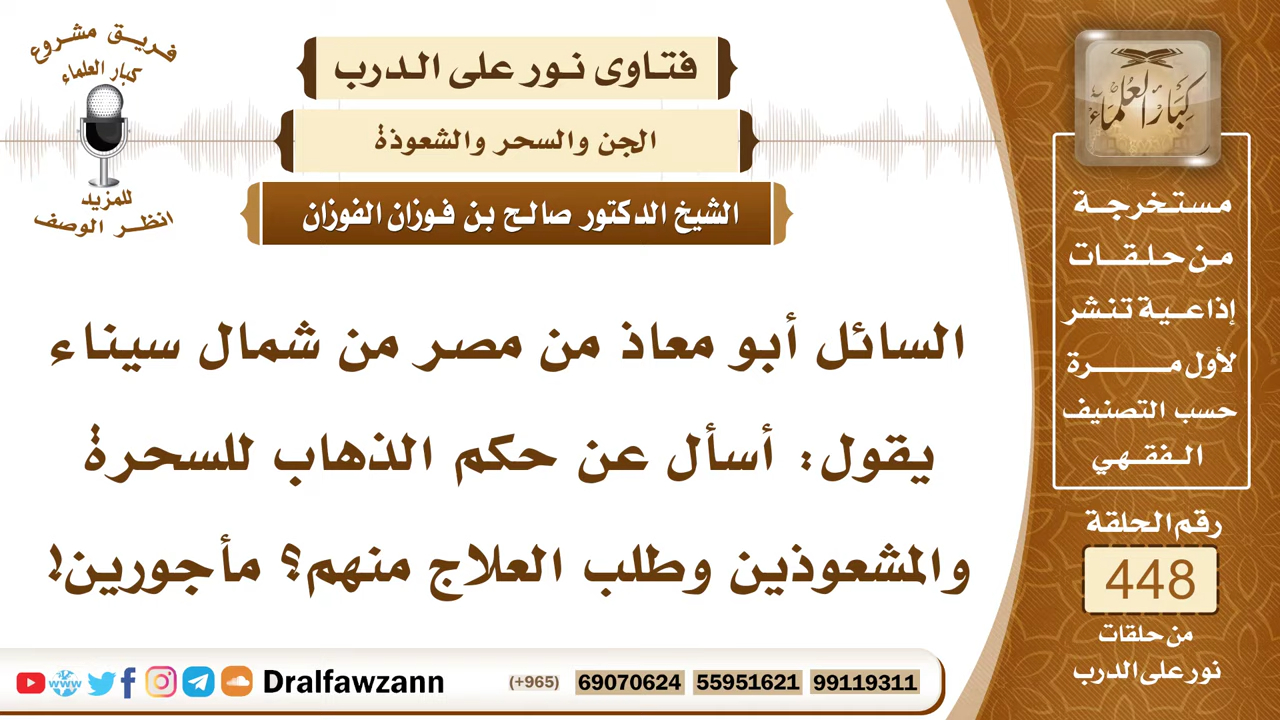 فريق مشروع
كبار العلماء
للمزيد
انظر الوصف
فتاوى نور على الدرب
الجن والسحر والشعوذة
الشيخ الدكتور صالح بن فوزان الفوزان
السائل أبو معاذ من مصر من شمال سيناء
يقول: أسأل عن حكم الذهاب للسحرة
والمشعوذين وطلب العلاج منهم؟ مأجورين!
كبار العلماء
مستخرجة
من حلقات
إذاعية تنشر
لأول مرة
حسب التصنيف
الفقهي
رقم الحلقة
448
من حلقات
نور على الدرب
www Dralfawzann (+965) 69070624 55951621 99119311